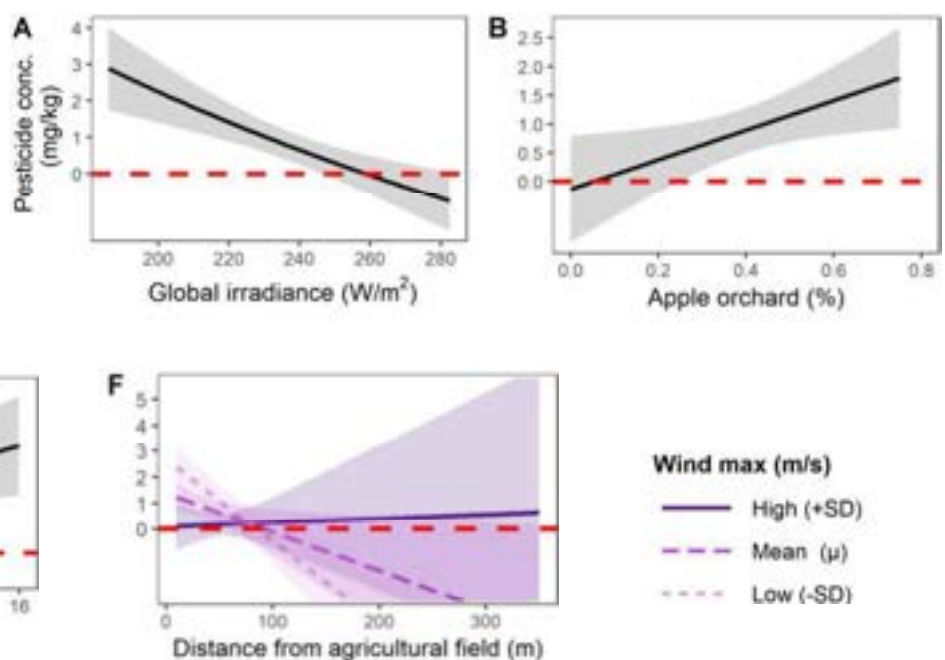 A
Pesticide conc.
(mg/kg)
4
3
2
1
0
200 220 240 260 280
Global irradiance (W/m²)
B
2.5
2.0
1.5
1.0
0.5
0.0
0.0 0.2 0.4 0.6 0.8
Apple orchard (%)
16
F
5
4
3
2
1
0
0 100 200 300
Distance from agricultural field (m)
Wind max (m/s)
High (+SD)
Mean (μ)
Low (-SD)